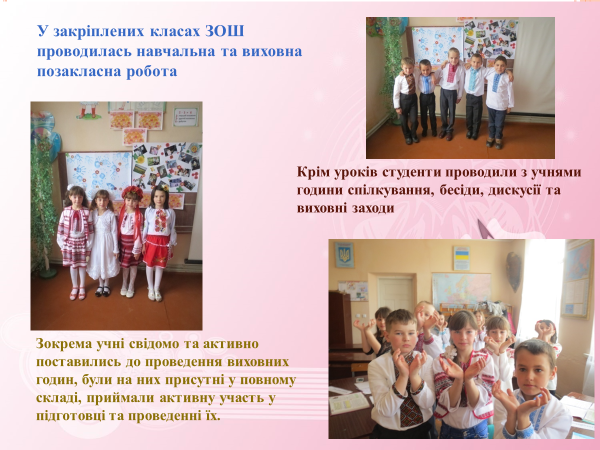 У закріплених класах ЗОШ
проводилась навчальна та виховна
позакласна робота
Крім уроків студенти проводили з учнями
години спілкування, бесіди, дискусії та
виховні заходи
Зокрема учні свідомо та активно
поставились до проведення виховних
годин, були на них присутні у повному
складі, приймали активну участь у
підготовці та проведенні їх.